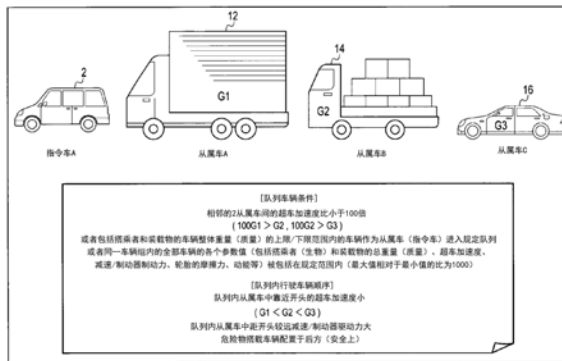 2
12
14
16
G1
G2
G3
指令车A
从属车A
从属车B
从属车C
[队列车辆条件]
相邻的2从属车间的超车加速度比小于100倍
(100G1 > G2 , 100G2 > G3)
或者包括搭乘者和装载物的车辆整体重量(质量)的上限/下限范围内的车辆作为从属车(指令车)进入规定队列
或者同一车辆组内的全部车辆的各个参数值(包括搭乘者(生物)和装载物的总重量(质量)、超车加速度、
减速/制动器制动力、轮胎的摩擦力、动能等)被包括在规定范围内(最大值相对于最小值的比为1000)
[队列内行驶车辆顺序]
队列内从属车中靠近开头的超车加速度小
(G1 < G2 < G3)
队列内从属车中距开头较远减速/制动器驱动力大
危险物搭载车辆配置于后方(安全上)